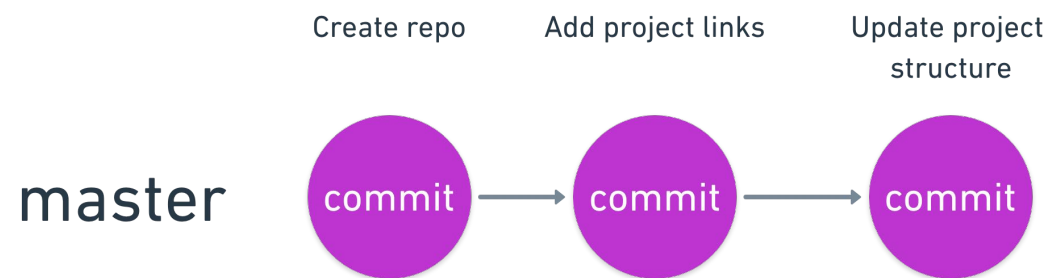 Create repo
Add project links
Update project
structure
master
commit
commit
commit